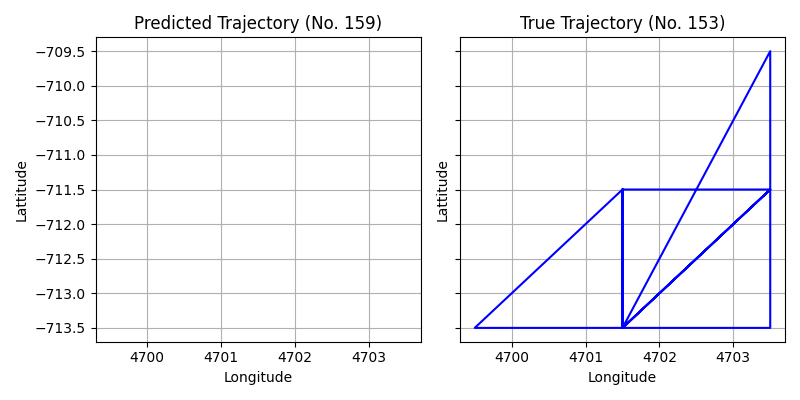 Predicted Trajectory (No. 159)
True Trajectory (No. 153)
Lattitude
−709.5
−710.0
−710.5
−711.0
−711.5
−712.0
−712.5
−713.0
−713.5
4700 4701 4702 4703
Longitude
Lattitude
4700 4701 4702 4703
Longitude